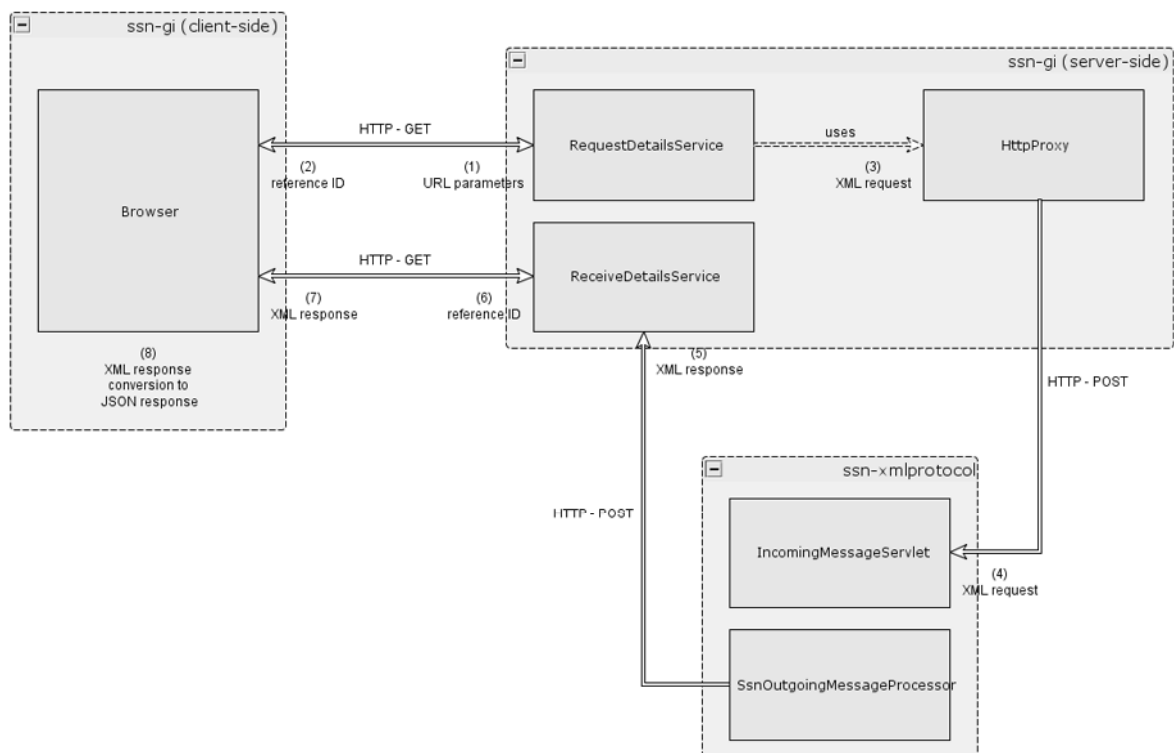 ssn-gi (client-side)
Browser
(8)
XML response
conversion to
JSON response
HTTP - GET
(2)
reference ID
(1)
URL parameters
HTTP - GET
(7)
XML response
(6)
reference ID
ssn-gi (server-side)
RequestDetailsService
uses
(3)
XML request
HttpProxy
ReceiveDetailsService
(5)
XML response
HTTP - POST
HTTP - POST
ssn-xmlprotocol
IncomingMessageServlet
(4)
XML request
SsnOutgoingMessageProcessor